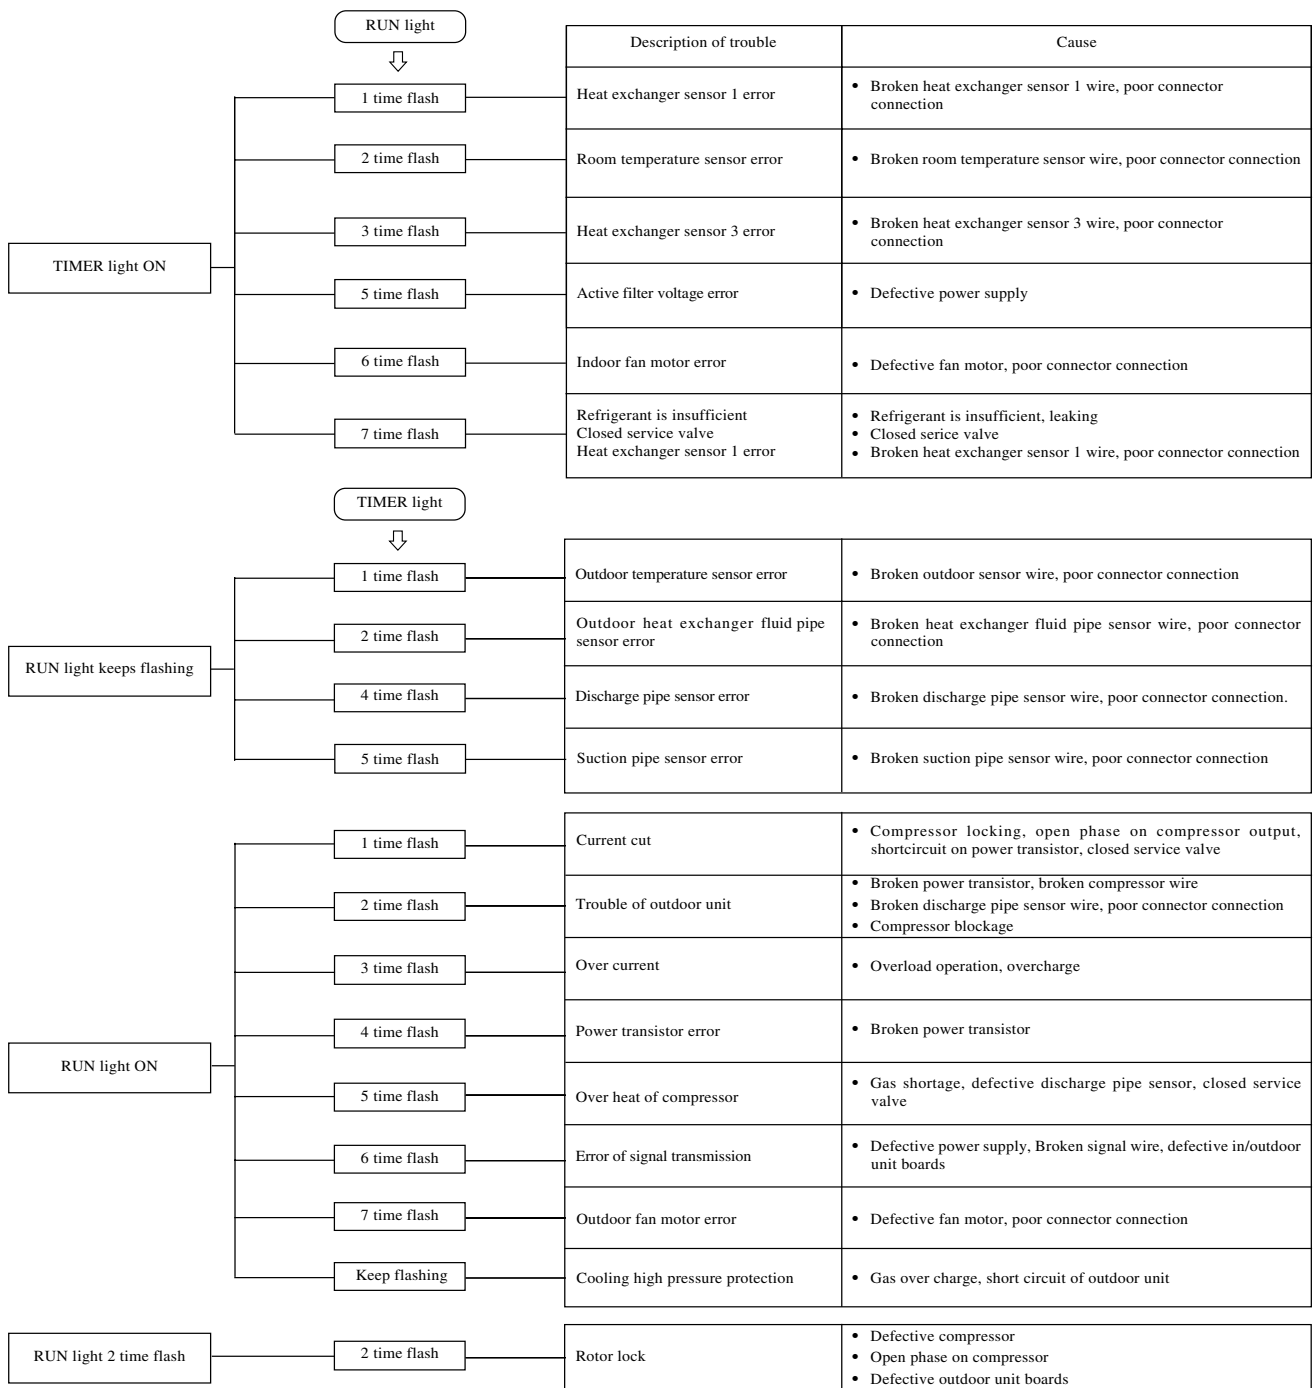 RUN light
Description of trouble
Cause
1 time flash
Heat exchanger sensor 1 error
• Broken heat exchanger sensor 1 wire, poor connector
connection
2 time flash
Room temperature sensor error
• Broken room temperature sensor wire, poor connector connection
3 time flash
Heat exchanger sensor 3 error
• Broken heat exchanger sensor 3 wire, poor connector
connection
TIMER light ON
5 time flash
Active filter voltage error
• Defective power supply
6 time flash
Indoor fan motor error
• Defective fan motor, poor connector connection
7 time flash
Refrigerant is insufficient
Closed service valve
Heat exchanger sensor 1 error
• Refrigerant is insufficient, leaking
• Closed serice valve
• Broken heat exchanger sensor 1 wire, poor connector connection
TIMER light
1 time flash
Outdoor temperature sensor error
• Broken outdoor sensor wire, poor connector connection
2 time flash
Outdoor heat exchanger fluid pipe
sensor error
• Broken heat exchanger fluid pipe sensor wire, poor connector
connection
RUN light keeps flashing
4 time flash
Discharge pipe sensor error
• Broken discharge pipe sensor wire, poor connector connection.
5 time flash
Suction pipe sensor error
• Broken suction pipe sensor wire, poor connector connection
1 time flash
Current cut
• Compressor locking, open phase on compressor output,
shortcircuit on power transistor, closed service valve
2 time flash
Trouble of outdoor unit
• Broken power transistor, broken compressor wire
• Broken discharge pipe sensor wire, poor connector connection
• Compressor blockage
3 time flash
Over current
• Overload operation, overcharge
4 time flash
Power transistor error
• Broken power transistor
RUN light ON
5 time flash
Over heat of compressor
• Gas shortage, defective discharge pipe sensor, closed service
valve
6 time flash
Error of signal transmission
• Defective power supply, Broken signal wire, defective in/outdoor
unit boards
7 time flash
Outdoor fan motor error
• Defective fan motor, poor connector connection
Keep flashing
Cooling high pressure protection
• Gas over charge, short circuit of outdoor unit
RUN light 2 time flash
2 time flash
Rotor lock
• Defective compressor
• Open phase on compressor
• Defective outdoor unit boards